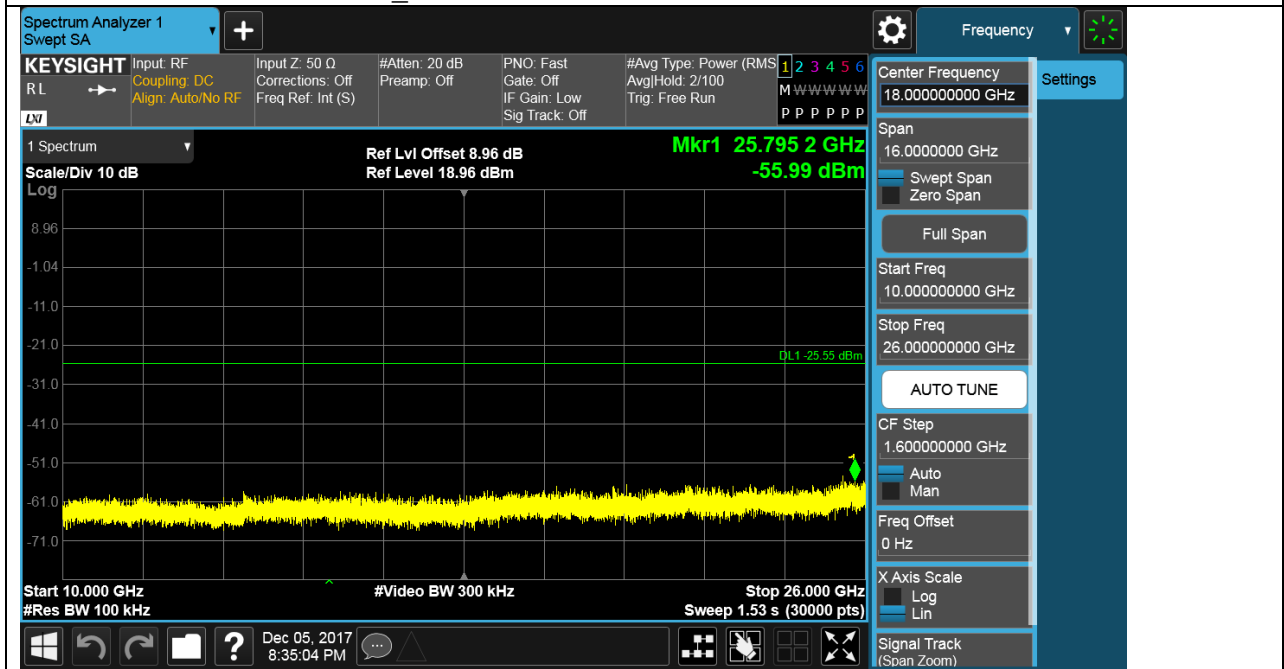 Spectrum Analyzer 1
Swept SA
+
Frequency
KEYSIGHT
RL
LXI
Input: RF
Coupling: DC
Align: Auto/No RF
Input Z: 50 Ω
Corrections: Off
Freq Ref: Int (S)
#Atten: 20 dB
Preamp: Off
PNO: Fast
Gate: Off
IF Gain: Low
Sig Track: Off
#Avg Type: Power (RMS
Avg|Hold: 2/100
Trig: Free Run
1 2 3 4 5 6
M W W W W W
P P P P P P
1 Spectrum
Scale/Div 10 dB
Log
Ref Lvl Offset 8.96 dB
Ref Level 18.96 dBm
Mkr1 25.795 2 GHz
-55.99 dBm
8.96
-1.04
-11.0
-21.0
DL1 -25.55 dBm
-31.0
-41.0
-51.0
1
-61.0
-71.0
Start 10.000 GHz
#Video BW 300 kHz
Stop 26.000 GHz
#Res BW 100 kHz
Sweep 1.53 s (30000 pts)
Center Frequency
18.000000000 GHz
Settings
Span
16.0000000 GHz
Swept Span
Zero Span
Full Span
Start Freq
10.000000000 GHz
Stop Freq
26.000000000 GHz
AUTO TUNE
CF Step
1.600000000 GHz
Auto
Man
Freq Offset
0 Hz
X Axis Scale
Log
Lin
Signal Track
(Span Zoom)
?
Dec 05, 2017
8:35:04 PM